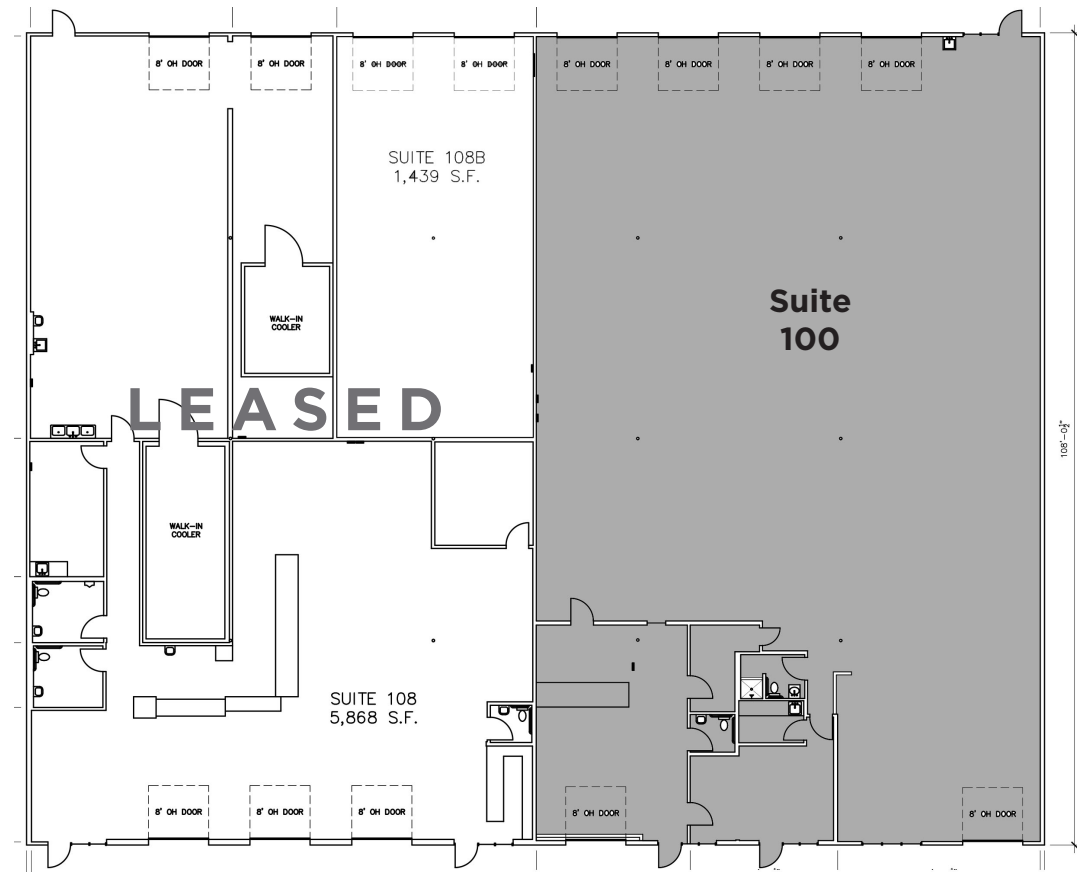 8' OH DOOR
8' OH DOOR
8' OH DOOR
8' OH DOOR
8' OH DOOR
8' OH DOOR
8' OH DOOR
8' OH DOOR
SUITE 108B
1,439 S.F.
WALK-IN
COOLER
Suite
100
LEASED
108'-0½"
WALK-IN
COOLER
SUITE 108
5,868 S.F.
8' OH DOOR
8' OH DOOR
8' OH DOOR
8' OH DOOR
8' OH DOOR